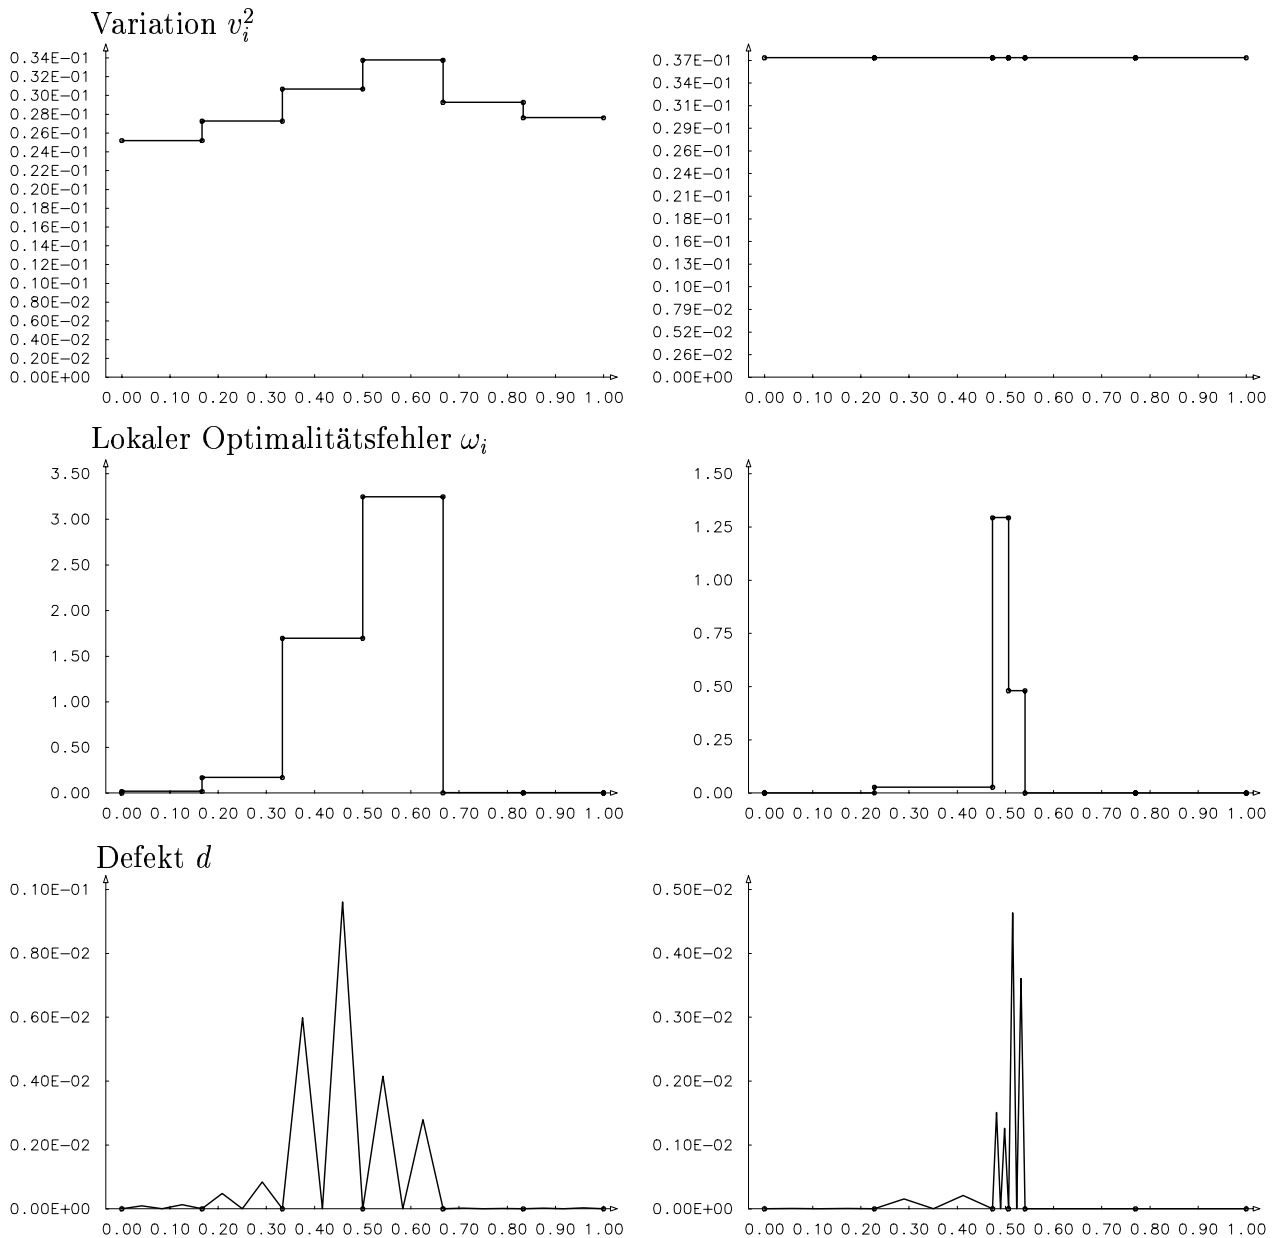 Variation v_i^2
0.34E−01
0.32E−01
0.30E−01
0.28E−01
0.26E−01
0.24E−01
0.22E−01
0.20E−01
0.18E−01
0.16E−01
0.14E−01
0.12E−01
0.10E−01
0.80E−02
0.60E−02
0.40E−02
0.20E−02
0.00E+00
0.00 0.10 0.20 0.30 0.40 0.50 0.60 0.70 0.80 0.90 1.00
0.37E−01
0.34E−01
0.31E−01
0.29E−01
0.26E−01
0.24E−01
0.21E−01
0.18E−01
0.16E−01
0.13E−01
0.10E−01
0.79E−02
0.52E−02
0.26E−02
0.00E+00
0.00 0.10 0.20 0.30 0.40 0.50 0.60 0.70 0.80 0.90 1.00
Lokaler Optimalitätsfehler ω_i
3.50
3.00
2.50
2.00
1.50
1.00
0.50
0.00
0.00 0.10 0.20 0.30 0.40 0.50 0.60 0.70 0.80 0.90 1.00
1.50
1.25
1.00
0.75
0.50
0.25
0.00
0.00 0.10 0.20 0.30 0.40 0.50 0.60 0.70 0.80 0.90 1.00
Defekt d
0.10E−01
0.80E−02
0.60E−02
0.40E−02
0.20E−02
0.00E+00
0.00 0.10 0.20 0.30 0.40 0.50 0.60 0.70 0.80 0.90 1.00
0.50E−02
0.40E−02
0.30E−02
0.20E−02
0.10E−02
0.00E+00
0.00 0.10 0.20 0.30 0.40 0.50 0.60 0.70 0.80 0.90 1.00